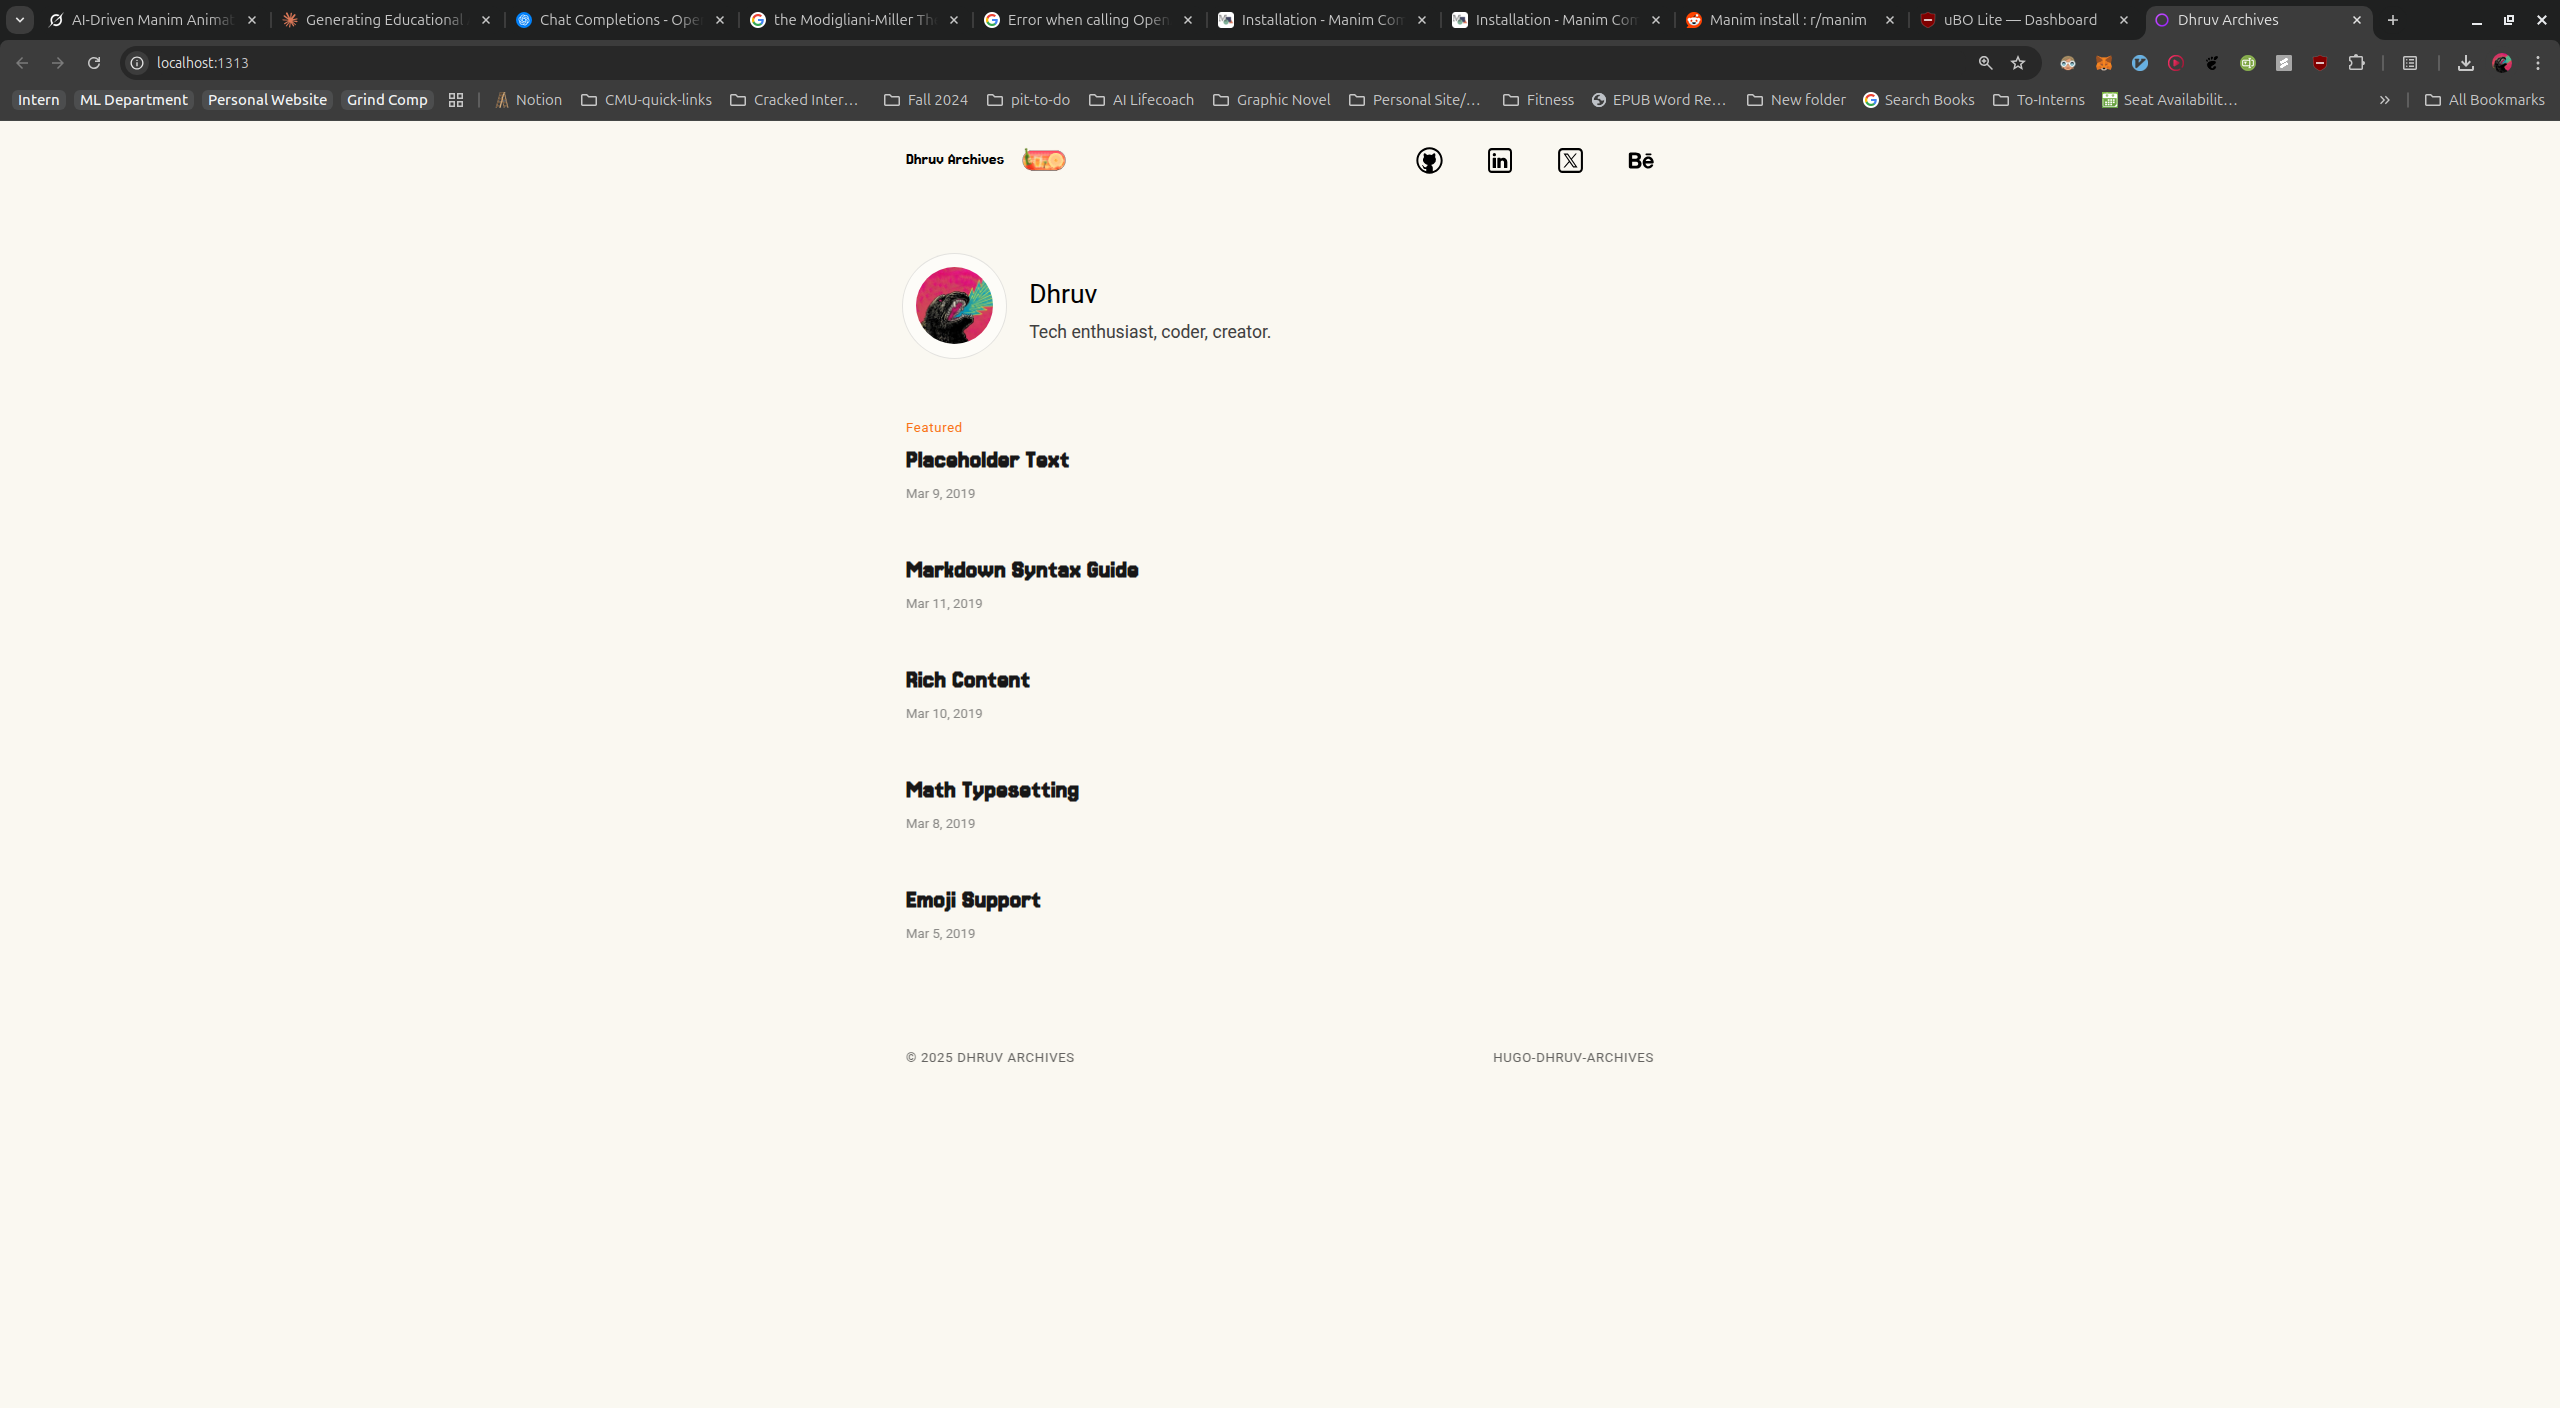 AI-Driven Manim Animat
Generating Educational
Chat Completions - Ope
the Modigliani-Miller Th
Error when calling Open
Installation - Manim Com
Installation - Manim Com
Manim install : r/manim
uBO Lite — Dashboard
Dhruv Archives
localhost:1313
Intern
ML Department
Personal Website
Grind Comp
Notion
CMU-quick-links
Cracked Inter…
Fall 2024
pit-to-do
AI Lifecoach
Graphic Novel
Personal Site/…
Fitness
EPUB Word Re…
New folder
Search Books
To-Interns
Seat Availabilit…
All Bookmarks
Dhruv Archives
Bē
Dhruv
Tech enthusiast, coder, creator.
Featured
Placeholder Text
Mar 9, 2019
Markdown Syntax Guide
Mar 11, 2019
Rich Content
Mar 10, 2019
Math Typesetting
Mar 8, 2019
Emoji Support
Mar 5, 2019
© 2025 DHRUV ARCHIVES
HUGO-DHRUV-ARCHIVES